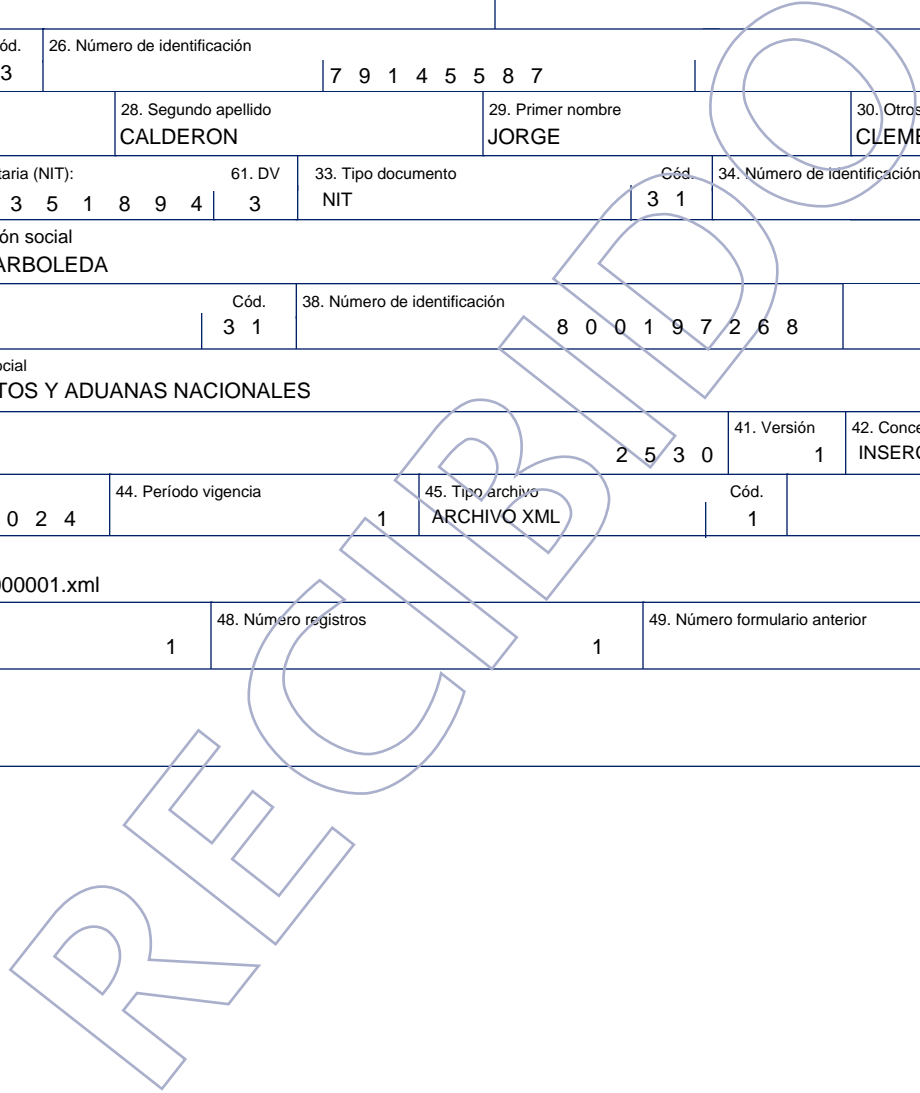 ód. 26. Número de identificación
3 7 9 1 4 5 5 8 7
28. Segundo apellido 29. Primer nombre 30. Otros
CALDERON JORGE CLEME
taria (NIT): 61. DV 33. Tipo documento Cód. 34. Número de identificación
3 5 1 8 9 4 3 NIT 3 1
ón social
ARBOLEDA
Cód. 38. Número de identificación
3 1 8 0 0 1 9 7 2 6 8
ocial
TOS Y ADUANAS NACIONALES
41. Versión 42. Conce
2 5 3 0 1 INSERC
44. Período vigencia 45. Tipo archivo Cód.
0 2 4 1 ARCHIVO XML 1
000001.xml
48. Número registros 49. Número formulario anterior
1 1
RECIBIDO